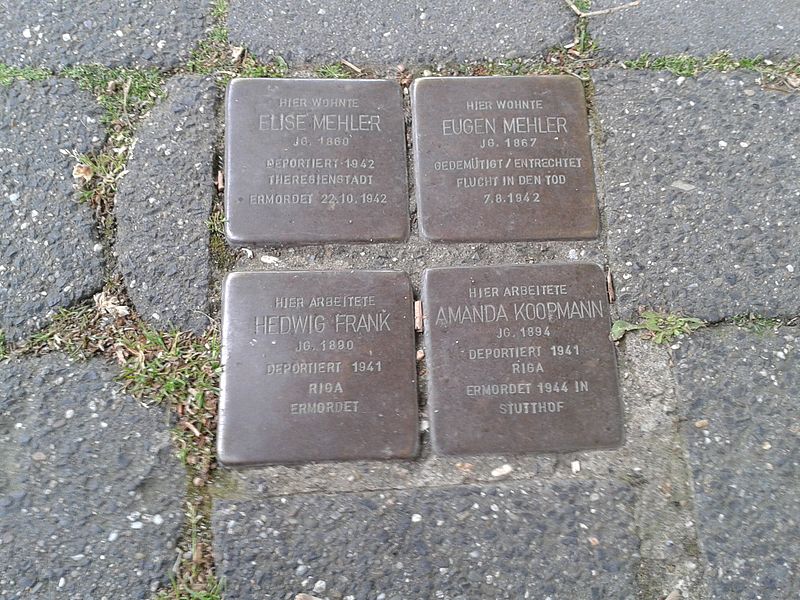 HIER WOHNTE
ELISE MEHLER
JG. 1860
DEPORTIERT 1942
THERESIENSTADT
ERMORDET 22.10.1942
HIER WOHNTE
EUGEN MEHLER
JG. 1867
GEDEMÜTIGT/ENTRECHTET
FLUCHT IN DEN TOD
7.8.1942
HIER ARBEITETE
HEDWIG FRANK
JG. 1890
DEPORTIERT 1941
RIGA
ERMORDET
HIER ARBEITETE
AMANDA KOOPMANN
JG. 1894
DEPORTIERT 1941
RIGA
ERMORDET 1944 IN
STUTTHOF